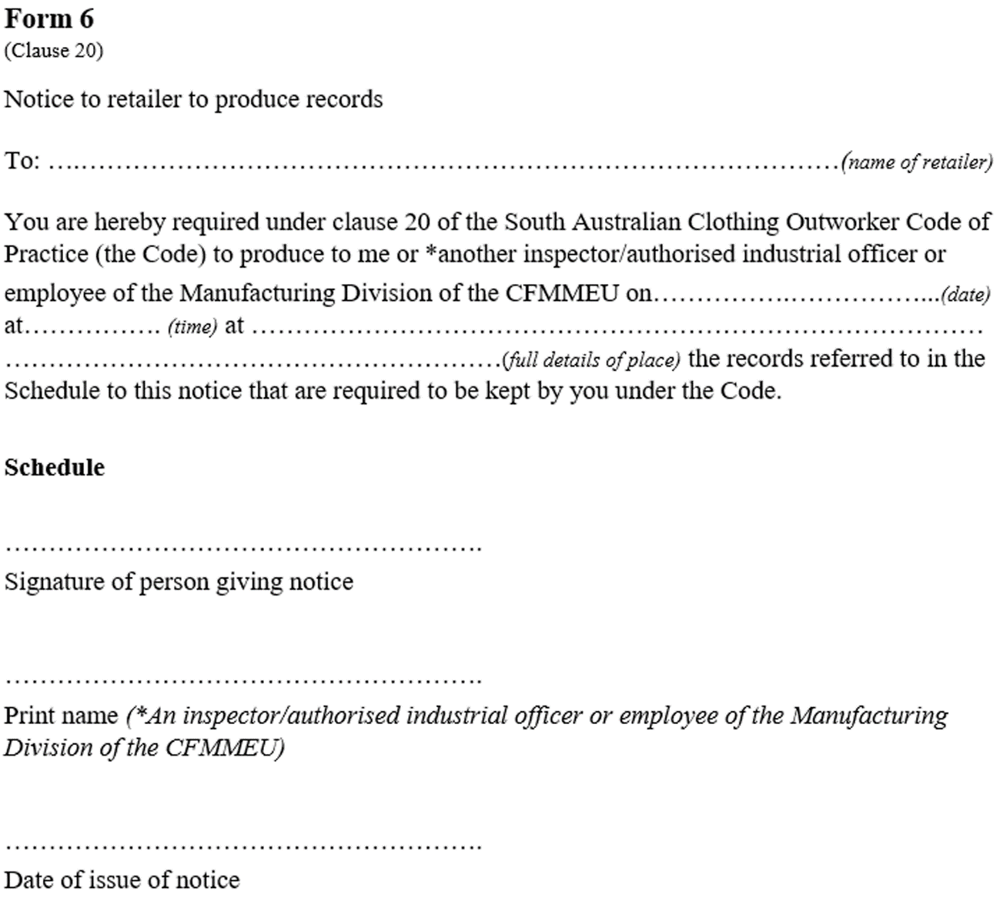 Form 6
(Clause 20)
Notice to retailer to produce records
To: ………………………………………………………………………………(name of retailer)
You are hereby required under clause 20 of the South Australian Clothing Outworker Code of
Practice (the Code) to produce to me or *another inspector/authorised industrial officer or
employee of the Manufacturing Division of the CFMMEU on……………………………...(date)
at……………. (time) at …………………………………………………………………………
………………………………………………….(full details of place) the records referred to in the
Schedule to this notice that are required to be kept by you under the Code.
Schedule
……………………………………………….
Signature of person giving notice
……………………………………………….
Print name (*An inspector/authorised industrial officer or employee of the Manufacturing
Division of the CFMMEU)
……………………………………………….
Date of issue of notice